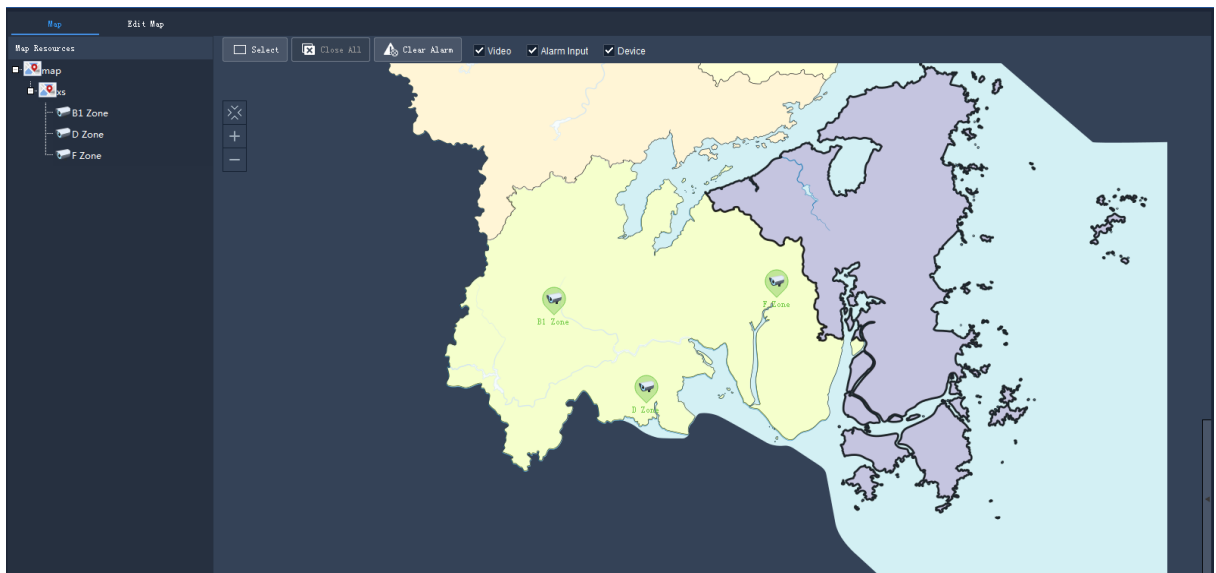 Map Edit Map
Map Resources
Select Close All Clear Alarm Video Alarm Input Device
map
xs
B1 Zone
D Zone
F Zone
F Zone
B1 Zone
D Zone